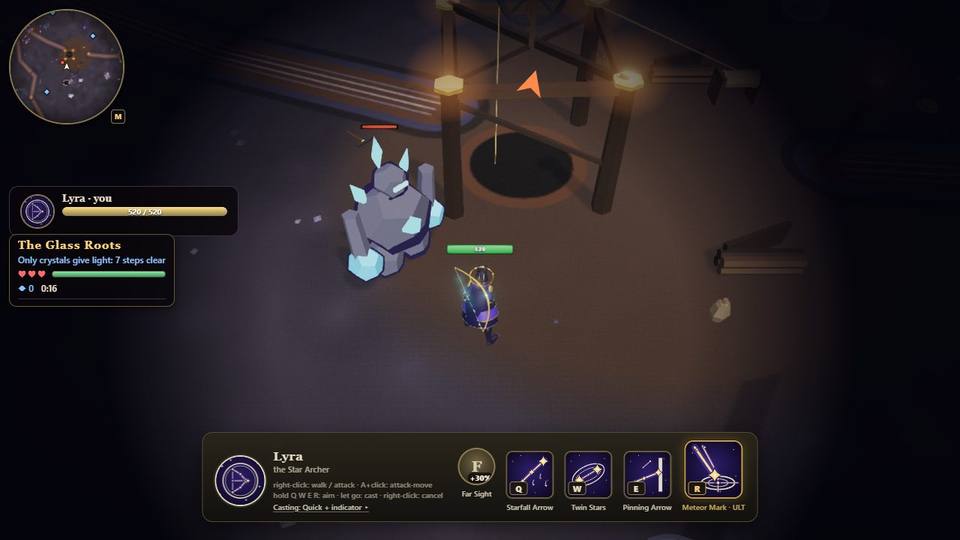 M
Lyra · you
520 / 520
The Glass Roots
Only crystals give light: 7 steps clear
0 0:16
Lyra
the Star Archer
right-click: walk / attack · A+click: attack-move
hold Q W E R: aim · let go: cast · right-click: cancel
Casting: Quick + indicator
F
+30%
Far Sight
Q
Starfall Arrow
W
Twin Stars
E
Pinning Arrow
R
Meteor Mark · ULT